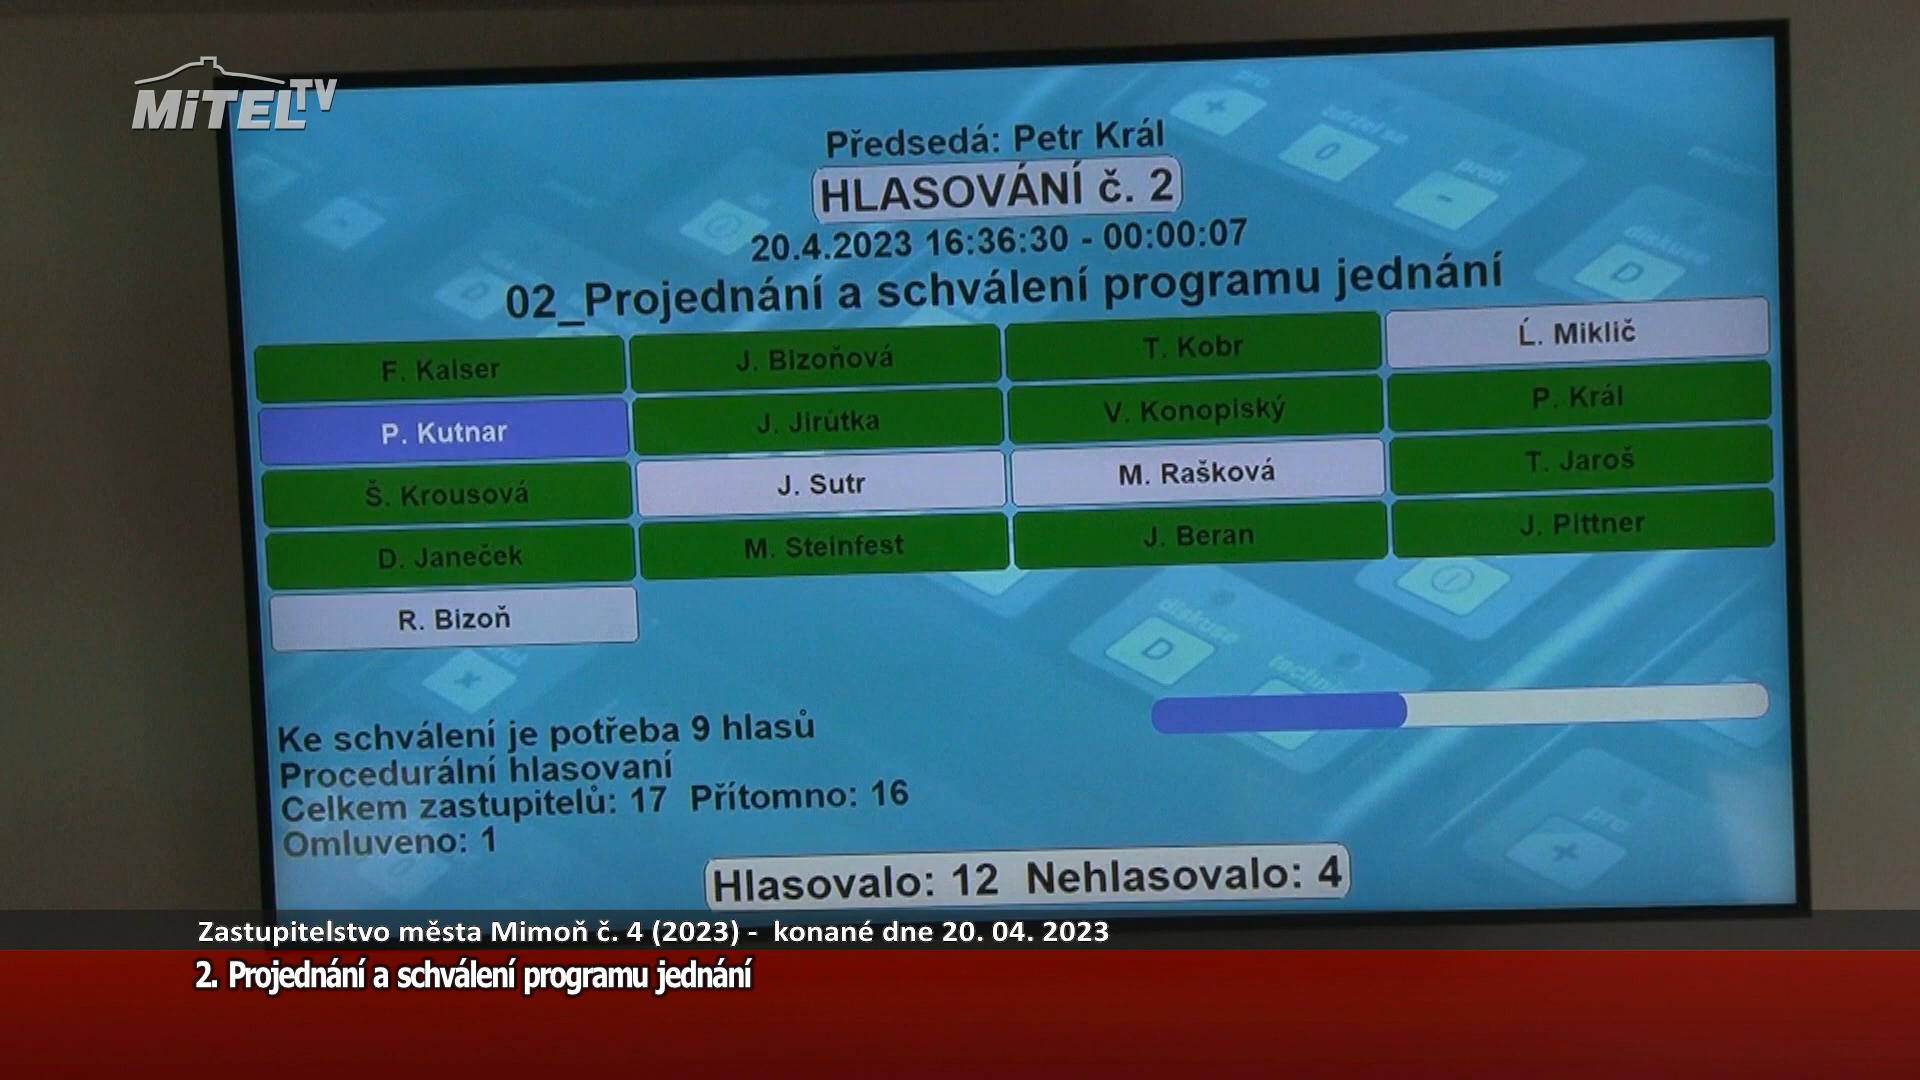 MiTEL TV
Předsedá: Petr Král
HLASOVÁNÍ č. 2
20.4.2023 16:36:30 - 00:00:07
02_Projednání a schválení programu jednání
F. Kaiser J. Bizoňová T. Kobr Ĺ. Miklič
P. Kutnar J. Jirůtka V. Konopiský P. Král
Š. Krousová J. Sutr M. Rašková T. Jaroš
D. Janeček M. Steinfest J. Beran J. Pittner
R. Bizoň
Ke schválení je potřeba 9 hlasů
Procedurální hlasovaní
Celkem zastupitelů: 17 Přítomno: 16
Omluveno: 1
Hlasovalo: 12 Nehlasovalo: 4
Zastupitelstvo města Mimoň č. 4 (2023) - konané dne 20. 04. 2023
2. Projednání a schválení programu jednání